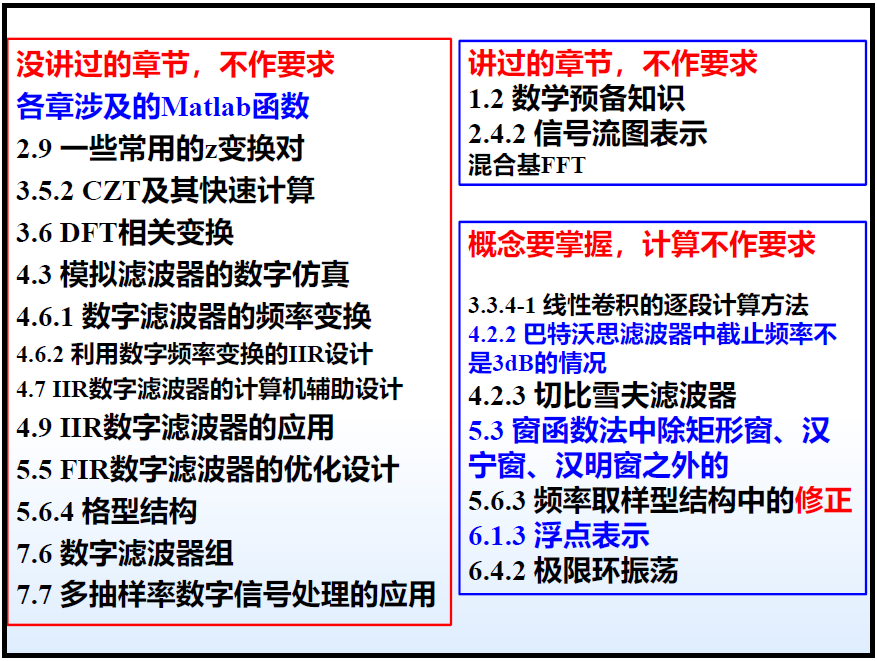 没讲过的章节，不作要求
各章涉及的Matlab函数
2.9 一些常用的z变换对
3.5.2 CZT及其快速计算
3.6 DFT相关变换
4.3 模拟滤波器的数字仿真
4.6.1 数字滤波器的频率变换
4.6.2 利用数字频率变换的IIR设计
4.7 IIR数字滤波器的计算机辅助设计
4.9 IIR数字滤波器的应用
5.5 FIR数字滤波器的优化设计
5.6.4 格型结构
7.6 数字滤波器组
7.7 多抽样率数字信号处理的应用
讲过的章节，不作要求
1.2 数学预备知识
2.4.2 信号流图表示
混合基FFT
概念要掌握，计算不作要求
3.3.4-1 线性卷积的逐段计算方法
4.2.2 巴特沃思滤波器中截止频率不
是3dB的情况
4.2.3 切比雪夫滤波器
5.3 窗函数法中除矩形窗、汉
宁窗、汉明窗之外的
5.6.3 频率取样型结构中的修正
6.1.3 浮点表示
6.4.2 极限环振荡